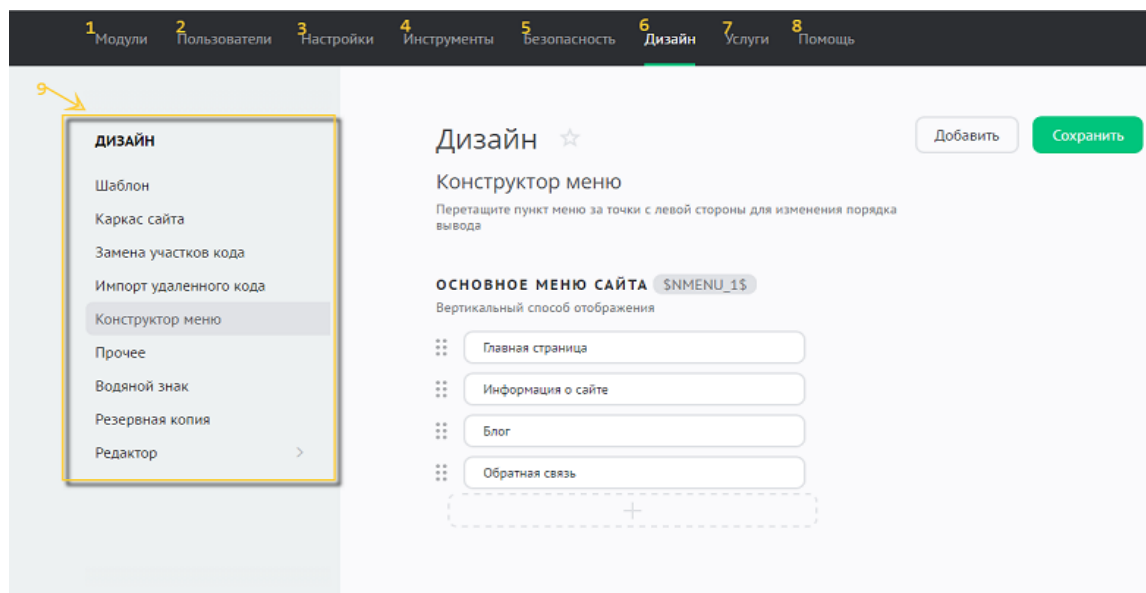 1 Модули 2 Пользователи 3 Настройки 4 Инструменты 5 Безопасность 6 Дизайн 7 Услуги 8 Помощь
9
ДИЗАЙН
Шаблон
Каркас сайта
Замена участков кода
Импорт удаленного кода
Конструктор меню
Прочее
Водяной знак
Резервная копия
Редактор
Дизайн
Добавить
Сохранить
Конструктор меню
Перетащите пункт меню за точки с левой стороны для изменения порядка
вывода
ОСНОВНОЕ МЕНЮ САЙТА $NMENU_1$
Вертикальный способ отображения
Главная страница
Информация о сайте
Блог
Обратная связь